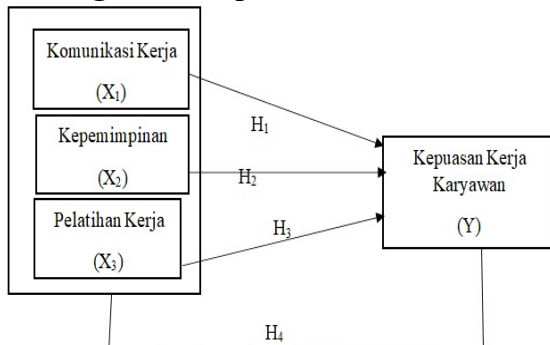 Komunikasi Kerja
(X₁)
H₁
Kepemimpinan
(X₂)
H₂
Kepuasan Kerja
Karyawan
(Y)
Pelatihan Kerja
(X₃)
H₃
H₄